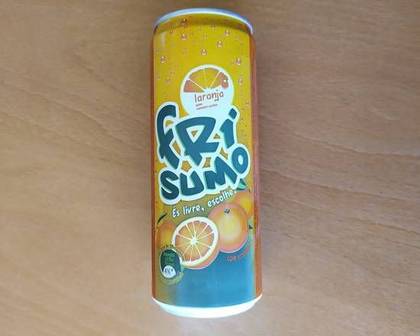 laranja
FRi
SUMO
És livre, escolhe.